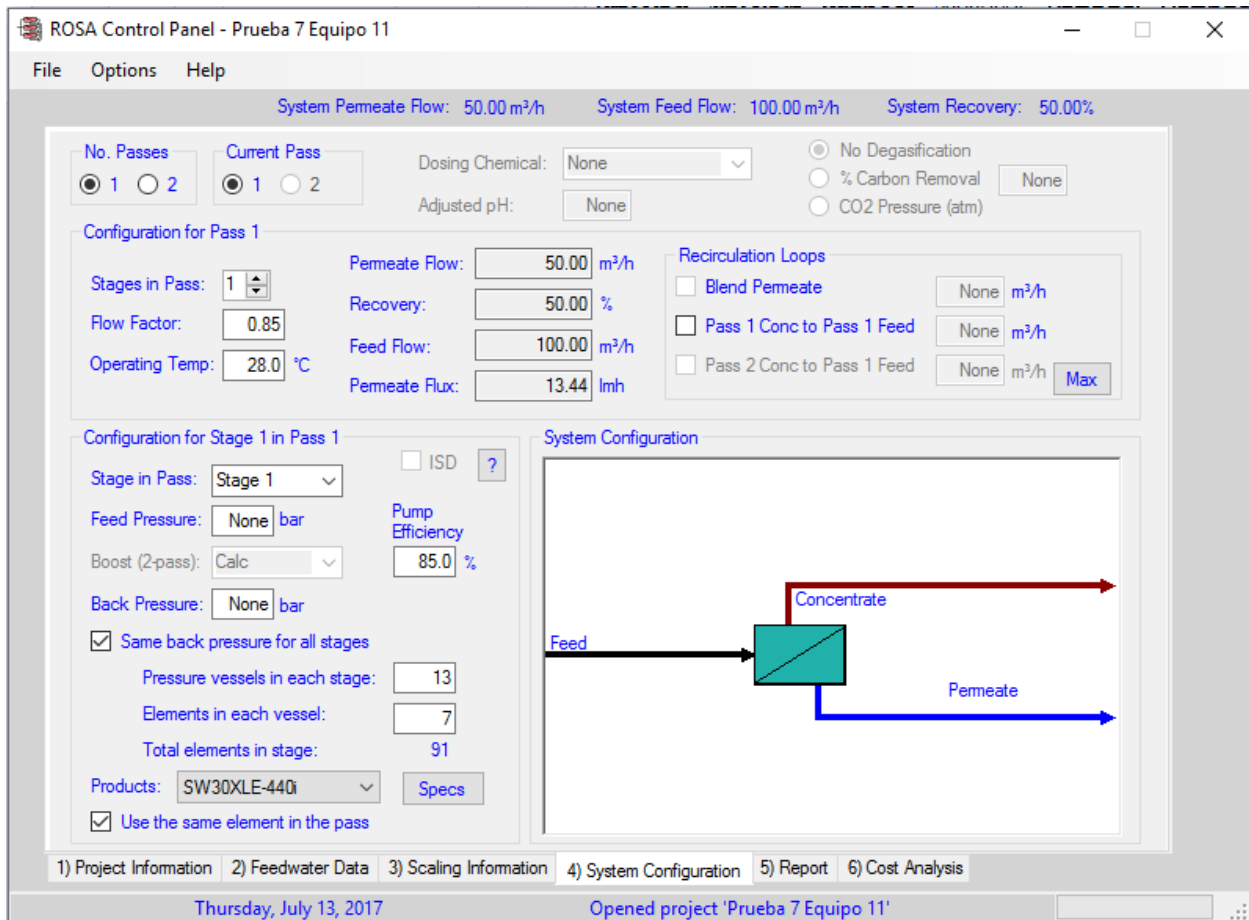 ROSA Control Panel - Prueba 7 Equipo 11
File Options Help
System Permeate Flow: 50.00 m³/h System Feed Flow: 100.00 m³/h System Recovery: 50.00%
No. Passes
1 2
Current Pass
1 2
Dosing Chemical: None
Adjusted pH: None
No Degasification
% Carbon Removal None
CO2 Pressure (atm)
Configuration for Pass 1
Stages in Pass: 1
Flow Factor: 0.85
Operating Temp: 28.0 °C
Permeate Flow: 50.00 m³/h
Recovery: 50.00 %
Feed Flow: 100.00 m³/h
Permeate Flux: 13.44 lmh
Recirculation Loops
Blend Permeate None m³/h
Pass 1 Conc to Pass 1 Feed None m³/h
Pass 2 Conc to Pass 1 Feed None m³/h Max
Configuration for Stage 1 in Pass 1
ISD ?
Stage in Pass: Stage 1
Feed Pressure: None bar
Pump
Efficiency
85.0 %
Boost (2-pass): Calc
Back Pressure: None bar
Same back pressure for all stages
Pressure vessels in each stage: 13
Elements in each vessel: 7
Total elements in stage: 91
Products: SW30XLE-440i Specs
Use the same element in the pass
System Configuration
Concentrate
Feed
Permeate
1) Project Information 2) Feedwater Data 3) Scaling Information 4) System Configuration 5) Report 6) Cost Analysis
Thursday, July 13, 2017 Opened project 'Prueba 7 Equipo 11'